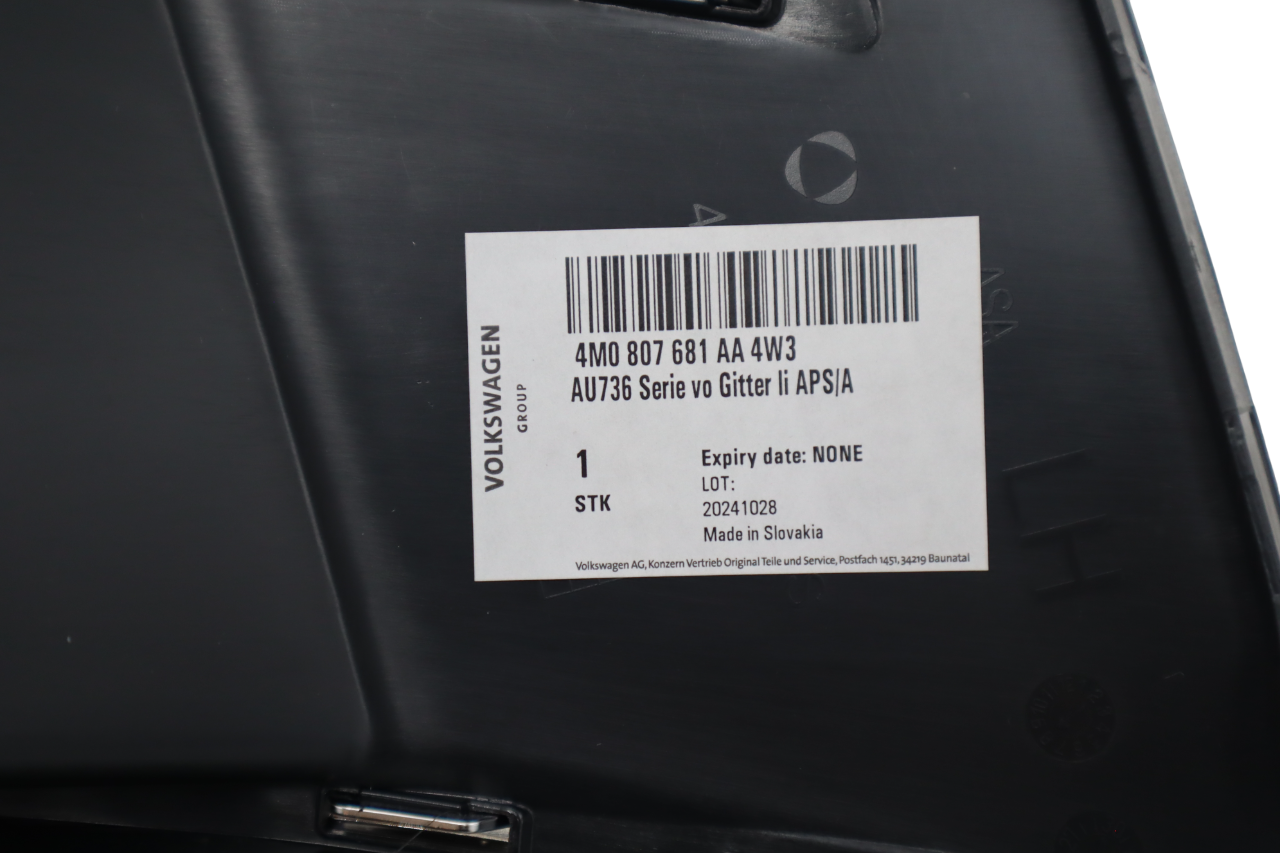 VOLKSWAGEN
GROUP
4M0 807 681 AA 4W3
AU736 Serie vo Gitter li APS/A
1
STK
Expiry date: NONE
LOT:
20241028
Made in Slovakia
Volkswagen AG, Konzern Vertrieb Original Teile und Service, Postfach 1451, 34219 Baunatal